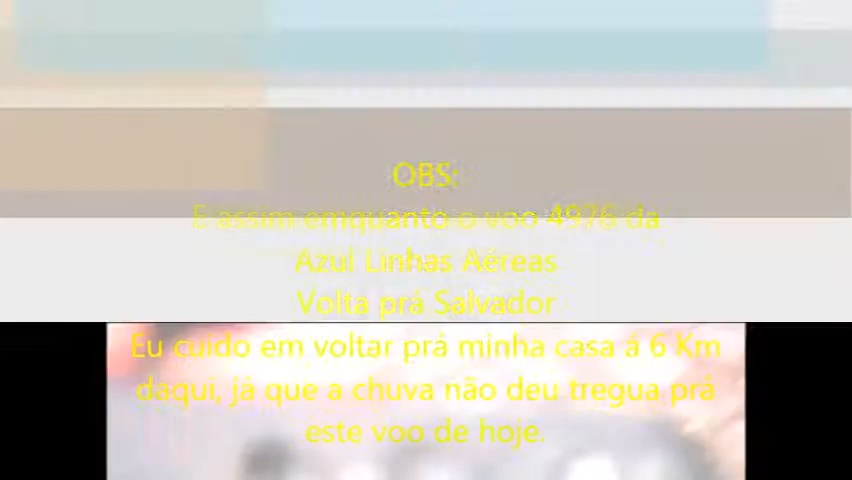 OBS:
E assim emquanto o voo 4976 da
Azul Linhas Aéreas
Volta prá Salvador
Eu cuido em voltar prá minha casa á 6 Km
daqui, já que a chuva não deu tregua prá
este voo de hoje.